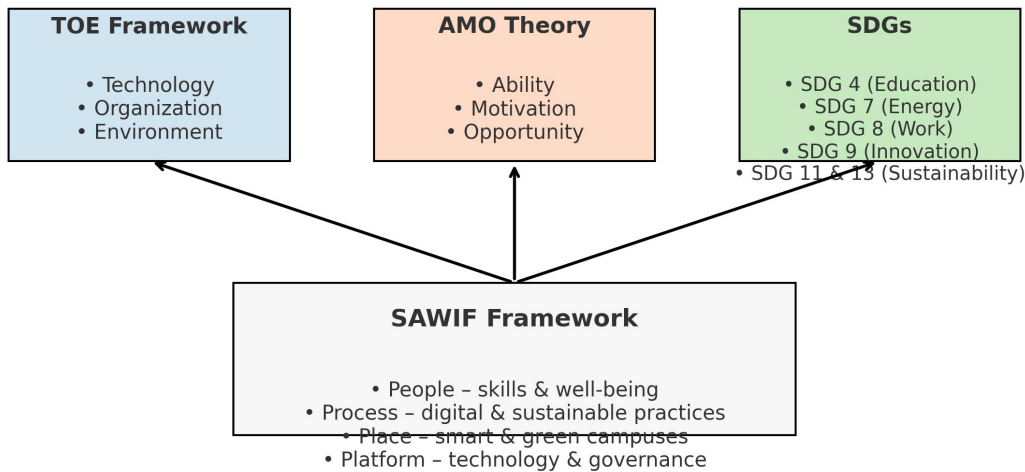 TOE Framework
• Technology
• Organization
• Environment
AMO Theory
• Ability
• Motivation
• Opportunity
SDGs
• SDG 4 (Education)
• SDG 7 (Energy)
• SDG 8 (Work)
• SDG 9 (Innovation)
• SDG 11 & 13 (Sustainability)
SAWIF Framework
• People – skills & well-being
• Process – digital & sustainable practices
• Place – smart & green campuses
• Platform – technology & governance